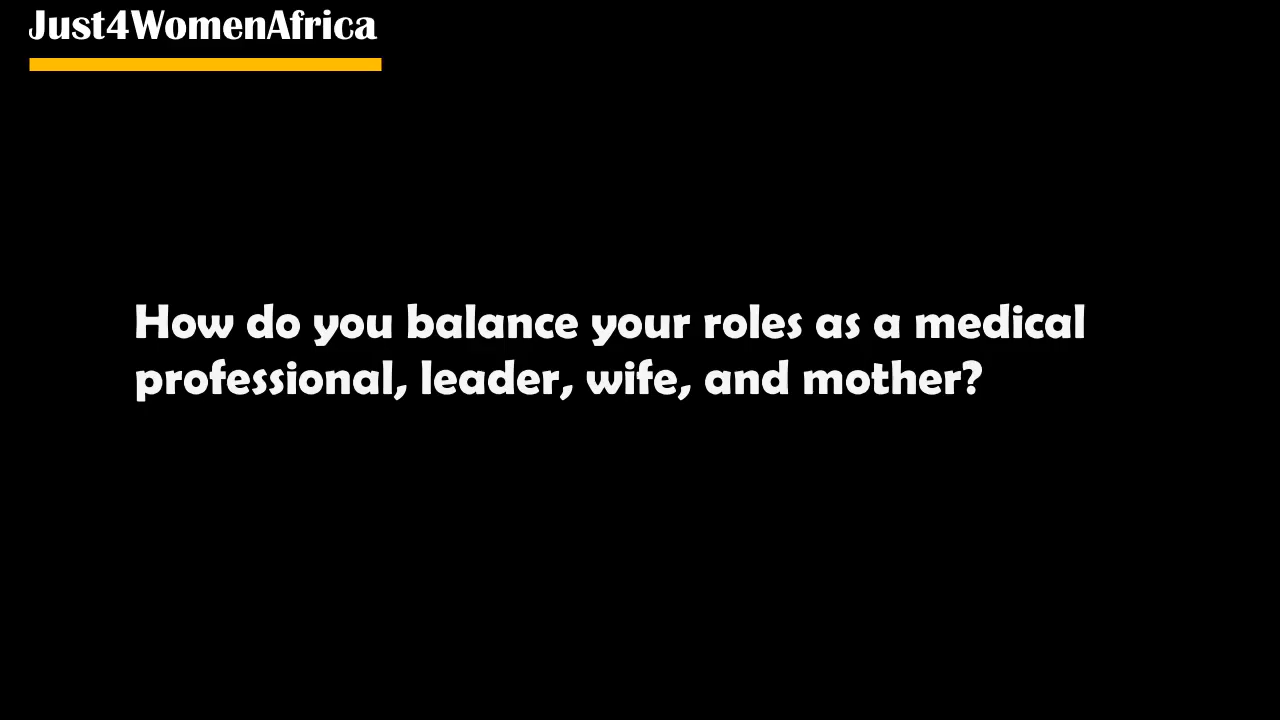 Just4WomenAfrica
How do you balance your roles as a medical
professional, leader, wife, and mother?